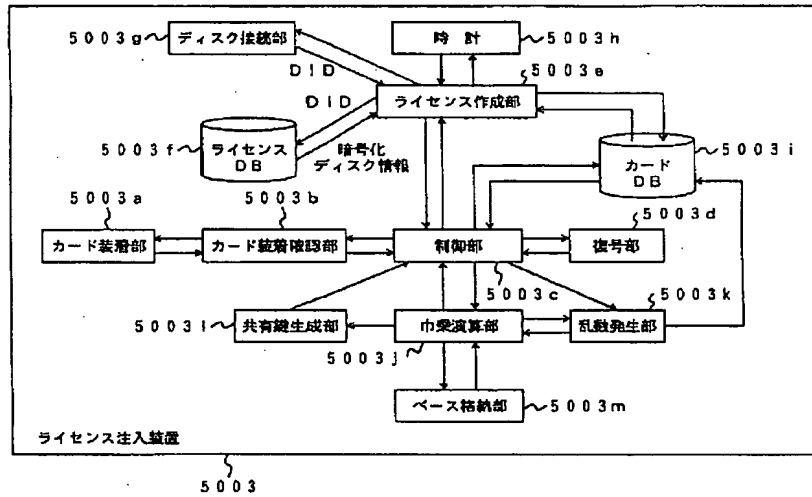 5003g
ディスク接続部
時計
5003h
DID
5003e
DID
ライセンス作成部
5003f
ライセンス
DB
暗号化
ディスク情報
カード
DB
5003i
5003a
5003b
5003d
カード装着部
カード装着確認部
制御部
復号部
5003c
5003k
5003l
共有鍵生成部
巾乗演算部
乱数発生部
5003j
ベース格納部
5003m
ライセンス注入装置
5003